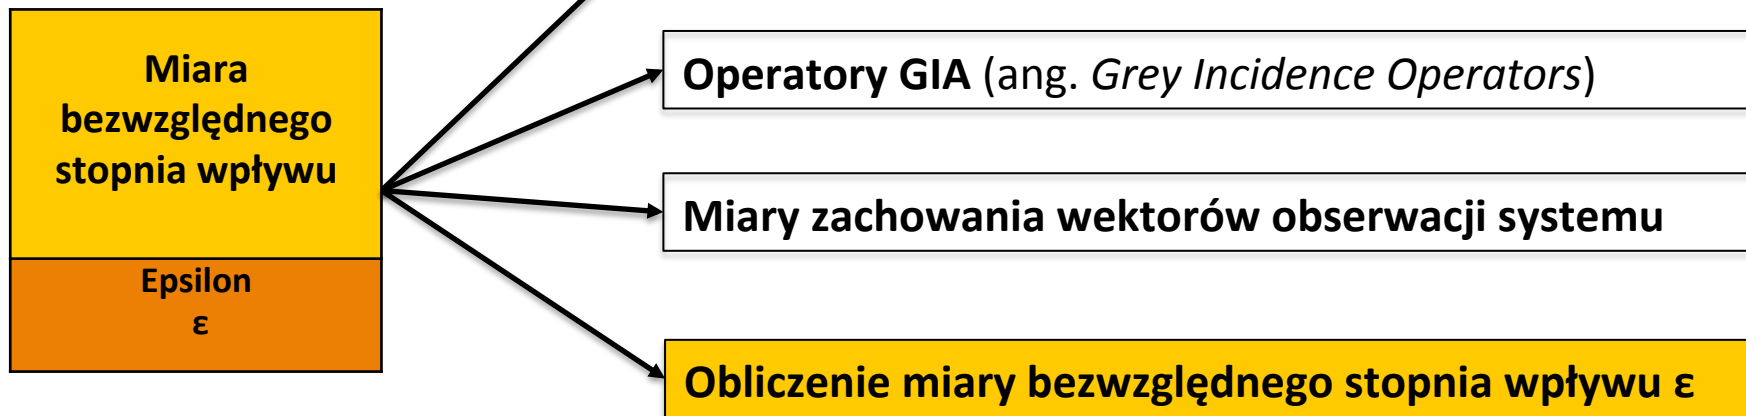 Miara
bezwzględnego
stopnia wpływu
Epsilon
ε
Operatory GIA (ang. Grey Incidence Operators)
Miary zachowania wektorów obserwacji systemu
Obliczenie miary bezwzględnego stopnia wpływu ε